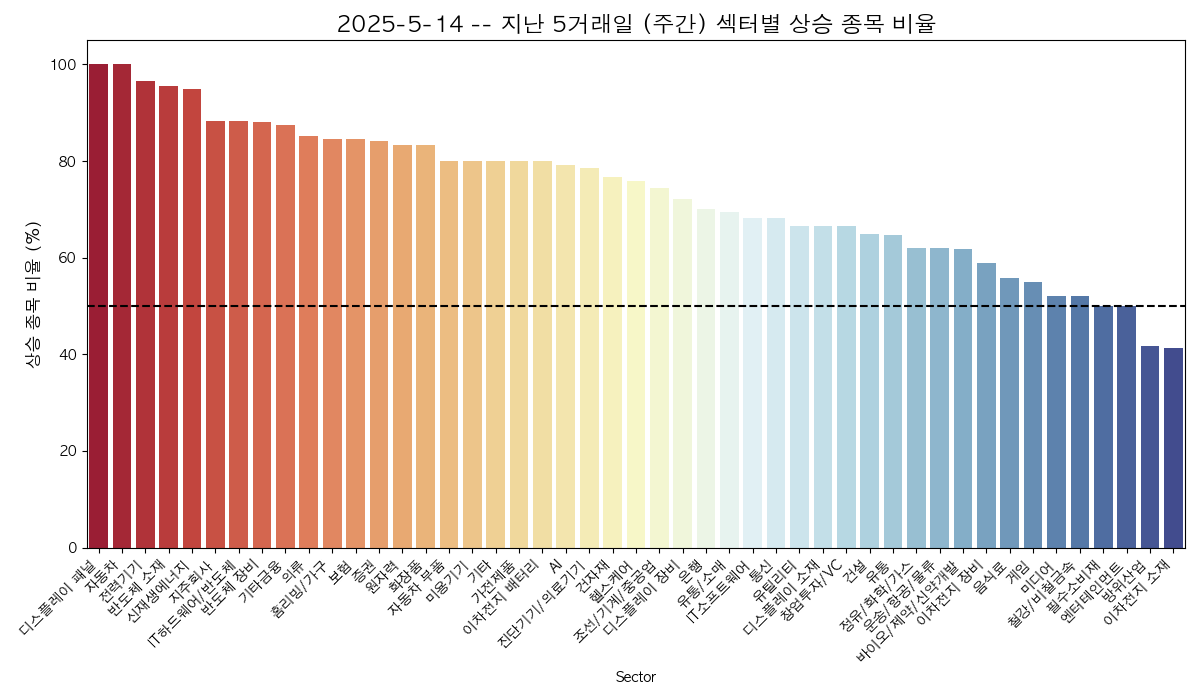 2025-5-14 -- 지난 5거래일 (주간) 섹터별 상승 종목 비율
상승 종목 비율 (%)
100
80
60
40
20
0
디스플레이 패널
자동차
전력기기
반도체 소재
신재생에너지
지주회사
IT하드웨어/반도체
반도체 장비
기타금융
의류
홈리빙/가구
보험
증권
원자력
화장품
자동차 부품
미용기기
기타
가전제품
이차전지 배터리
AI
진단기기/의료기기
건자재
헬스케어
조선/기계/중공업
디스플레이 장비
은행
유통/소매
IT소프트웨어
통신
유틸리티
디스플레이 소재
창업투자/VC
건설
유통
정유/화학/가스
운송/항공/물류
바이오/제약/신약개발
이차전지 장비
음식료
게임
미디어
철강/비철금속
필수소비재
엔터테인먼트
방위산업
이차전지 소재
Sector